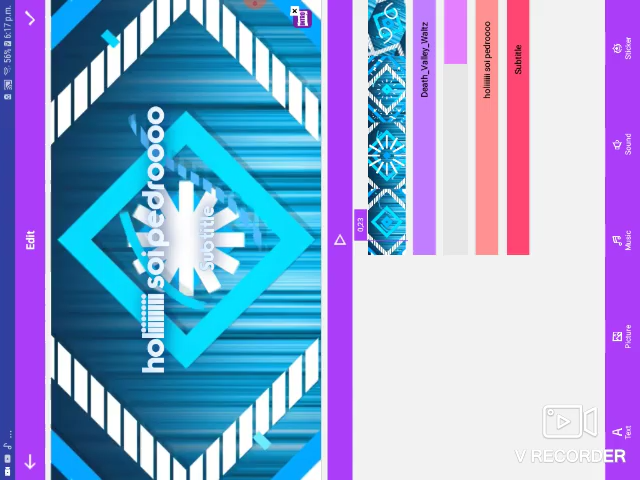 56% 6:17 p.m.
Edit
holiiiiii soi pedroooo
Subtitle
0,23
Death_Valley_Waltz
holiiiiiii soi pedroooo
Subtitle
Text
Picture
Music
Sound
Sticker
V RECORDER